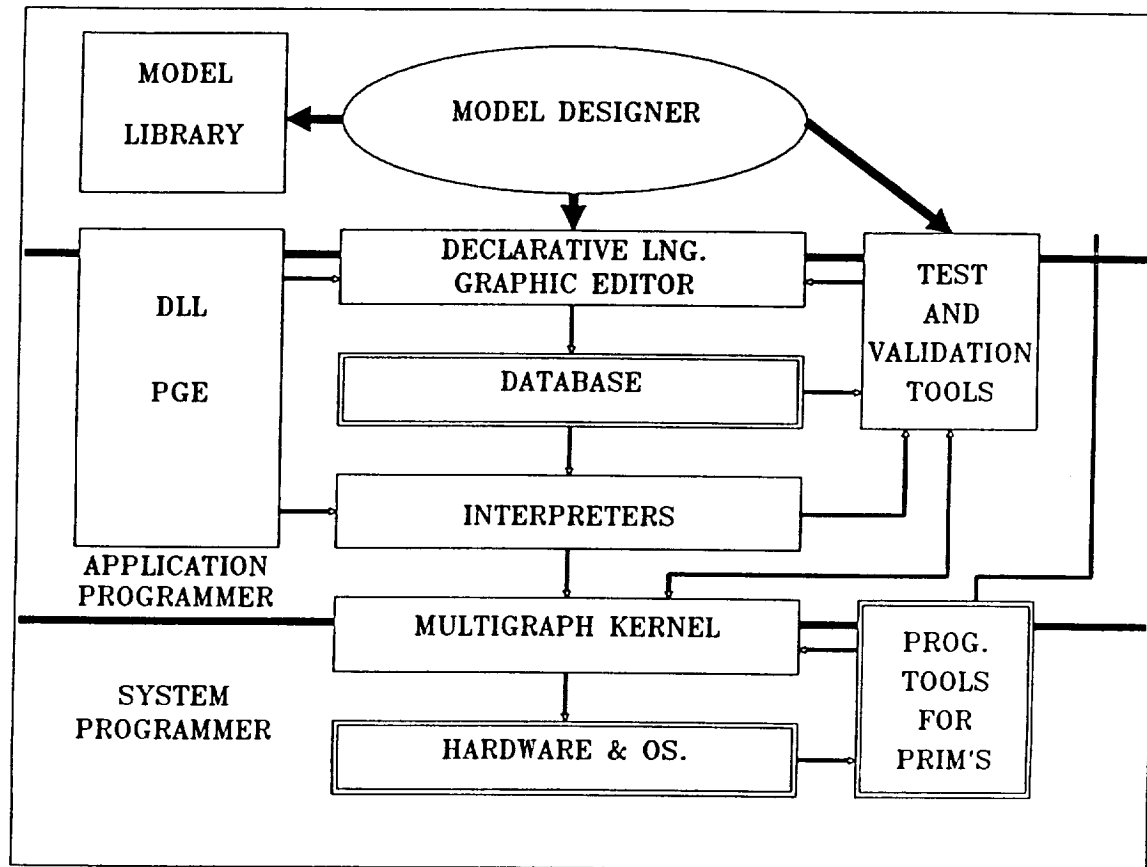 MODEL
LIBRARY
MODEL DESIGNER
DLL
PGE
DECLARATIVE LNG.
GRAPHIC EDITOR
TEST
AND
VALIDATION
TOOLS
DATABASE
INTERPRETERS
APPLICATION
PROGRAMMER
MULTIGRAPH KERNEL
PROG.
TOOLS
FOR
PRIM'S
SYSTEM
PROGRAMMER
HARDWARE & OS.